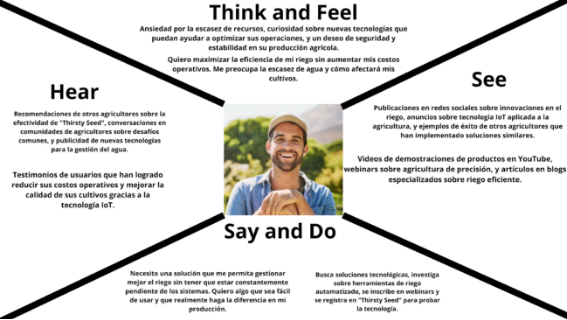 Think and Feel
Ansiedad por la escasez de recursos, curiosidad sobre nuevas tecnologías que
puedan ayudar a optimizar sus operaciones, y un deseo de seguridad y
estabilidad en su producción agrícola.
Quiero maximizar la eficiencia de mi riego sin aumentar mis costos
operativos. Me preocupa la escasez de agua y cómo afectará mis
cultivos.
Hear
Recomendaciones de otros agricultores sobre la
efectividad de "Thirsty Seed", conversaciones en
comunidades de agricultores sobre desafíos
comunes, y publicidad de nuevas tecnologías
para la gestión del agua.
Testimonios de usuarios que han logrado
reducir sus costos operativos y mejorar la
calidad de sus cultivos gracias a la
tecnología IoT.
See
Publicaciones en redes sociales sobre innovaciones en el
riego, anuncios sobre tecnología IoT aplicada a la
agricultura, y ejemplos de éxito de otros agricultores que
han implementado soluciones similares.
Videos de demostraciones de productos en YouTube,
webinars sobre agricultura de precisión, y artículos en blogs
especializados sobre riego eficiente.
Say and Do
Necesito una solución que me permita gestionar
mejor el riego sin tener que estar constantemente
pendiente de los sistemas. Quiero algo que sea fácil
de usar y que realmente haga la diferencia en mi
producción.
Busca soluciones tecnológicas, investiga
sobre herramientas de riego
automatizado, se inscribe en webinars y
se registra en "Thirsty Seed" para probar
la tecnología.